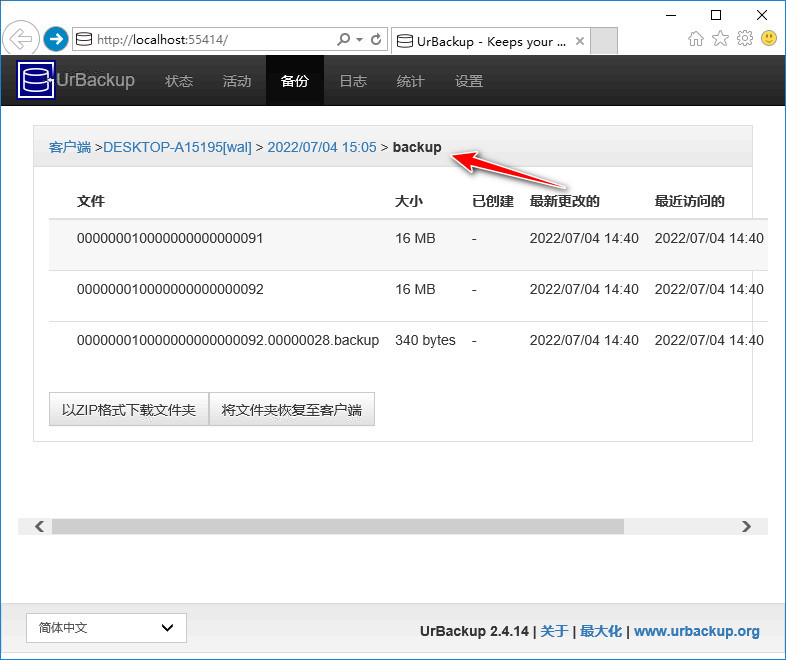 http://localhost:55414/
UrBackup - Keeps your ...
UrBackup 状态 活动 备份 日志 统计 设置
客户端 >DESKTOP-A15195[wal] > 2022/07/04 15:05 > backup
文件 大小 已创建 最新更改的 最近访问的
000000010000000000000091 16 MB - 2022/07/04 14:40 2022/07/04 14:40
000000010000000000000092 16 MB - 2022/07/04 14:40 2022/07/04 14:40
000000010000000000000092.00000028.backup 340 bytes - 2022/07/04 14:40 2022/07/04 14:40
以ZIP格式下载文件夹 将文件夹恢复至客户端
简体中文
UrBackup 2.4.14 | 关于 | 最大化 | www.urbackup.org